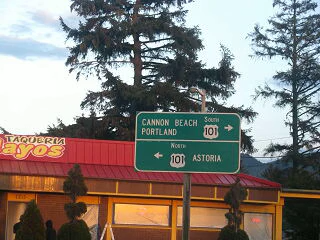 TAQUERIA
ayos
CANNON BEACH South
PORTLAND 101 →
North
← 101 ASTORIA